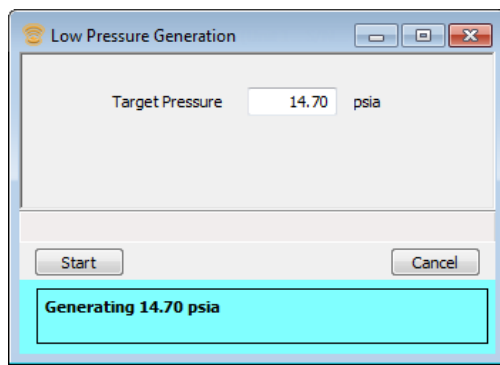 Low Pressure Generation
Target Pressure 14.70 psia
Start Cancel
Generating 14.70 psia